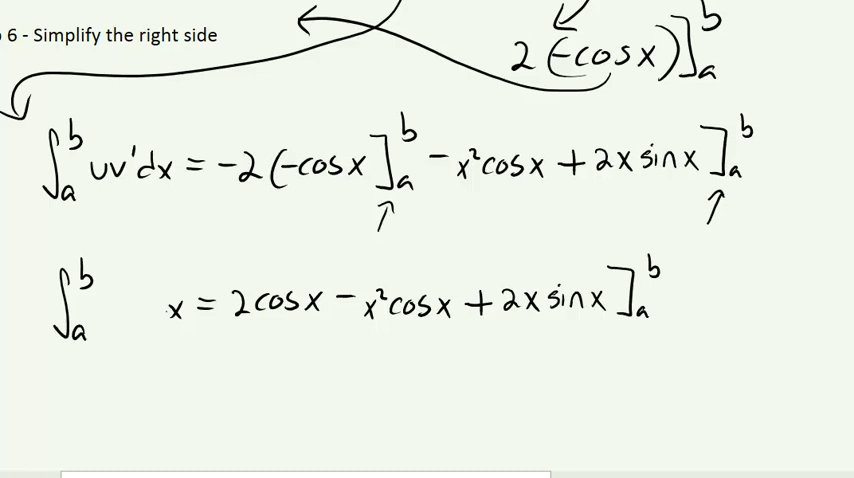 6 - Simplify the right side
2 (-cosx)]ₐᵇ
∫ₐᵇ uv'dx = -2(-cosx]ₐᵇ - x²cosx + 2x sinx]ₐᵇ
∫ₐᵇ x = 2cosx - x²cosx + 2x sinx]ₐᵇ